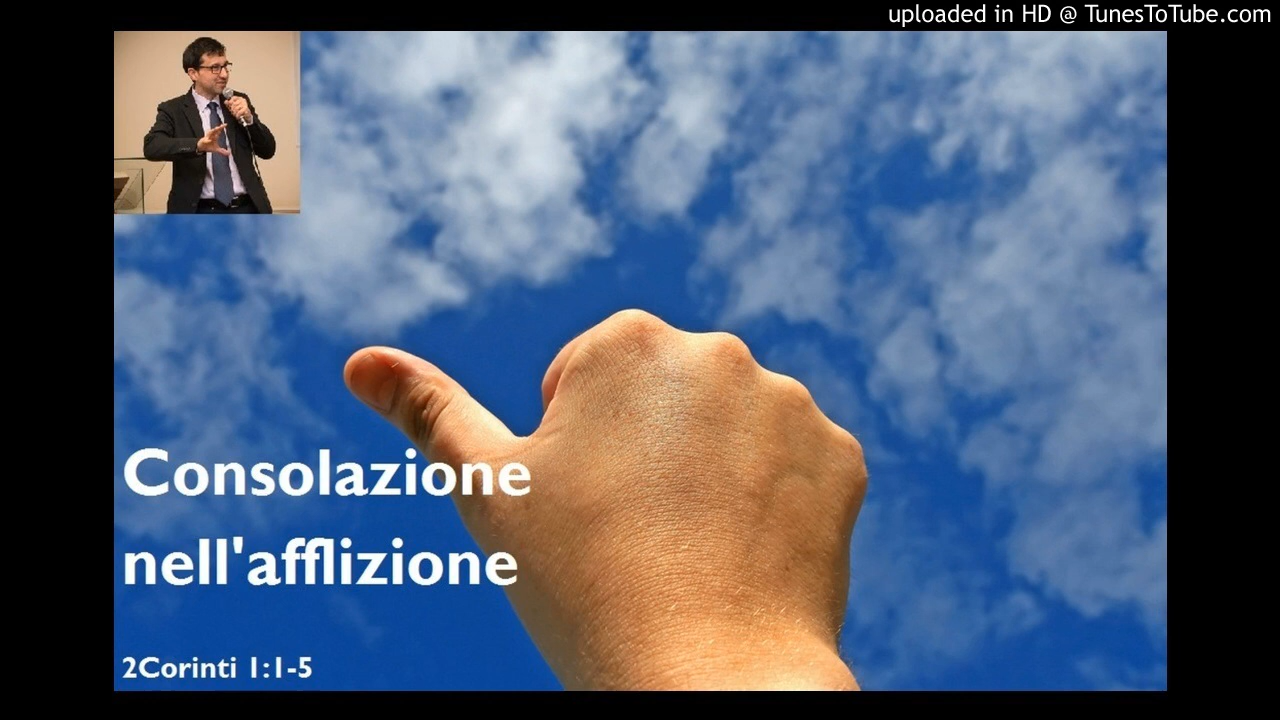 uploaded in HD @ TunesToTube.com
Consolazione
nell'afflizione
2Corinti 1:1-5